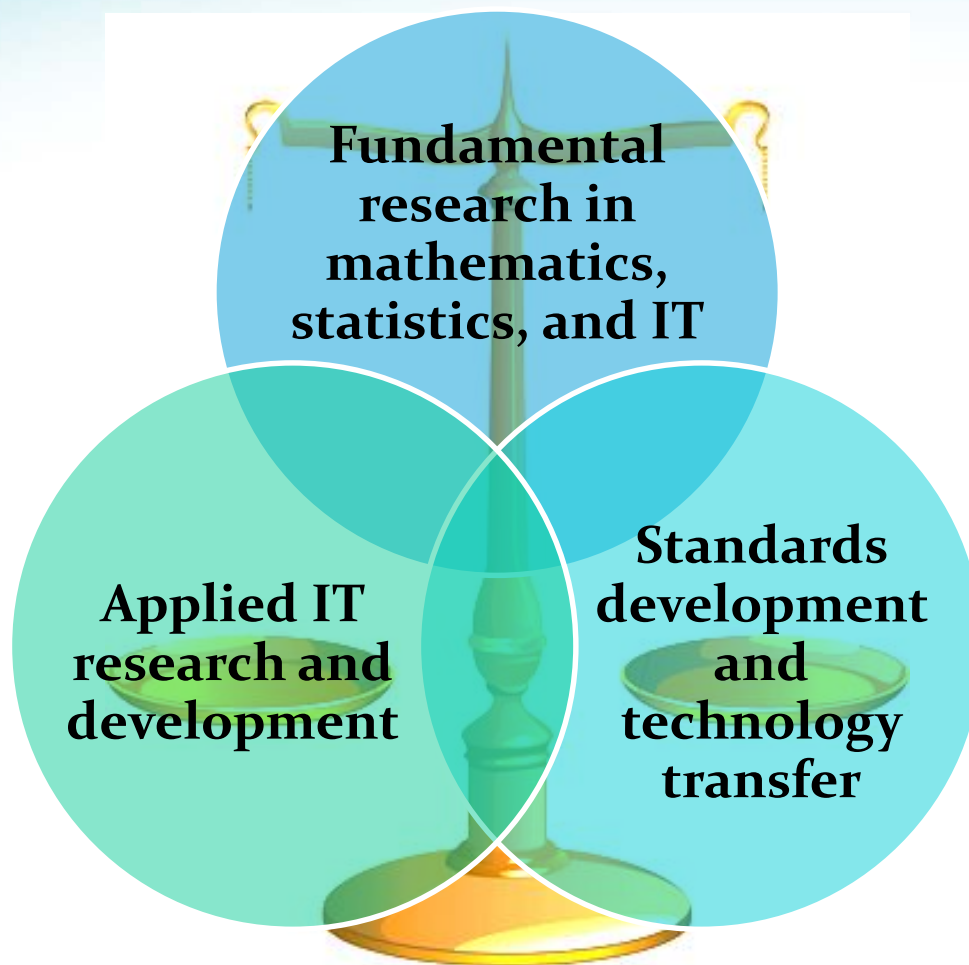 Fundamental
research in
mathematics,
statistics, and IT
Applied IT
research and
development
Standards
development
and
technology
transfer